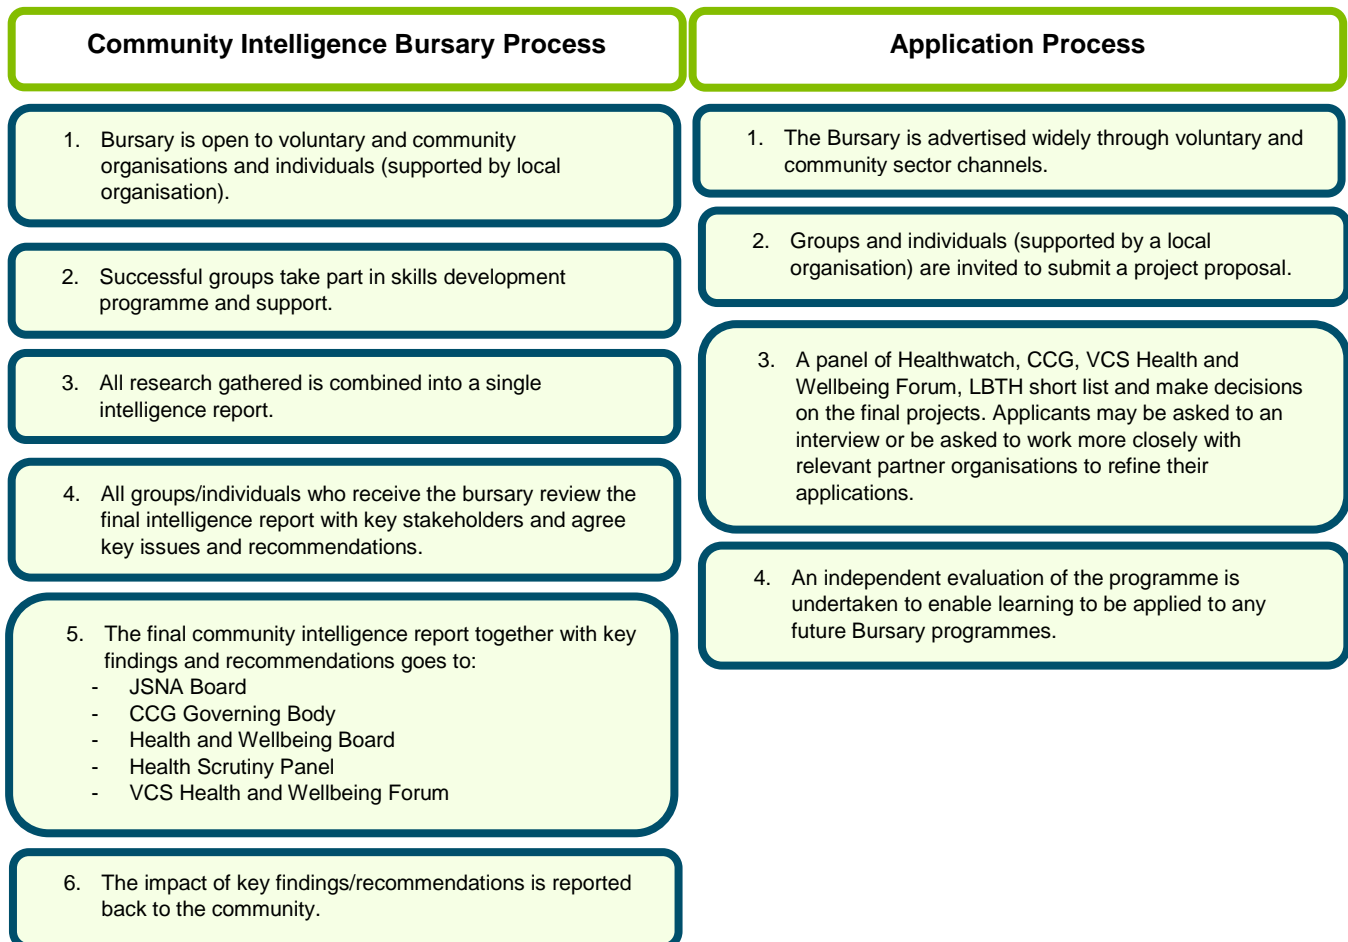 Community Intelligence Bursary Process
1. Bursary is open to voluntary and community
organisations and individuals (supported by local
organisation).
2. Successful groups take part in skills development
programme and support.
3. All research gathered is combined into a single
intelligence report.
4. All groups/individuals who receive the bursary review the
final intelligence report with key stakeholders and agree
key issues and recommendations.
5. The final community intelligence report together with key
findings and recommendations goes to:
- JSNA Board
- CCG Governing Body
- Health and Wellbeing Board
- Health Scrutiny Panel
- VCS Health and Wellbeing Forum
6. The impact of key findings/recommendations is reported
back to the community.
Application Process
1. The Bursary is advertised widely through voluntary and
community sector channels.
2. Groups and individuals (supported by a local
organisation) are invited to submit a project proposal.
3. A panel of Healthwatch, CCG, VCS Health and
Wellbeing Forum, LBTH short list and make decisions
on the final projects. Applicants may be asked to an
interview or be asked to work more closely with
relevant partner organisations to refine their
applications.
4. An independent evaluation of the programme is
undertaken to enable learning to be applied to any
future Bursary programmes.